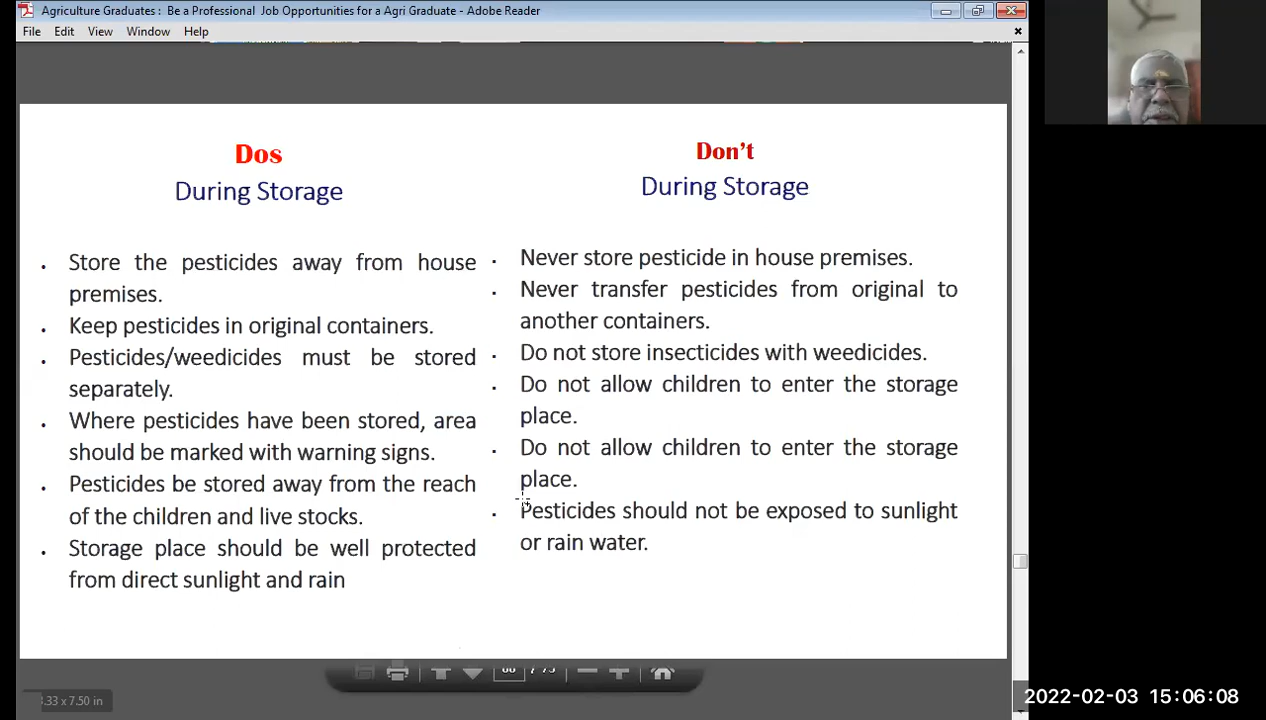 Agriculture Graduates : Be a Professional Job Opportunities for a Agri Graduate - Adobe Reader
File Edit View Window Help
Dos
During Storage
• Store the pesticides away from house
premises.
• Keep pesticides in original containers.
• Pesticides/weedicides must be stored
separately.
• Where pesticides have been stored, area
should be marked with warning signs.
• Pesticides be stored away from the reach
of the children and live stocks.
• Storage place should be well protected
from direct sunlight and rain
Don't
During Storage
• Never store pesticide in house premises.
• Never transfer pesticides from original to
another containers.
• Do not store insecticides with weedicides.
• Do not allow children to enter the storage
place.
• Do not allow children to enter the storage
place.
• Pesticides should not be exposed to sunlight
or rain water.
x 7.50 in
2022-02-03 15:06:08